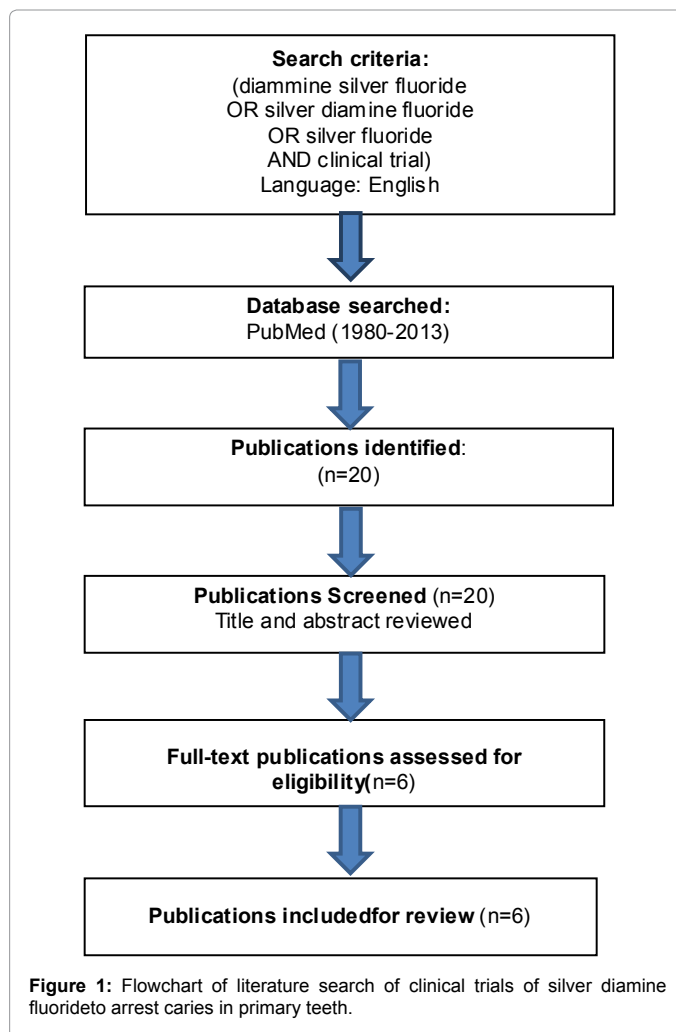 Search criteria:
(diammine silver fluoride
OR silver diamine fluoride
OR silver fluoride
AND clinical trial)
Language: English
Database searched:
PubMed (1980-2013)
Publications identified:
(n=20)
Publications Screened (n=20)
Title and abstract reviewed
Full-text publications assessed for
eligibility(n=6)
Publications includedfor review (n=6)
Figure 1: Flowchart of literature search of clinical trials of silver diamine
fluorideto arrest caries in primary teeth.